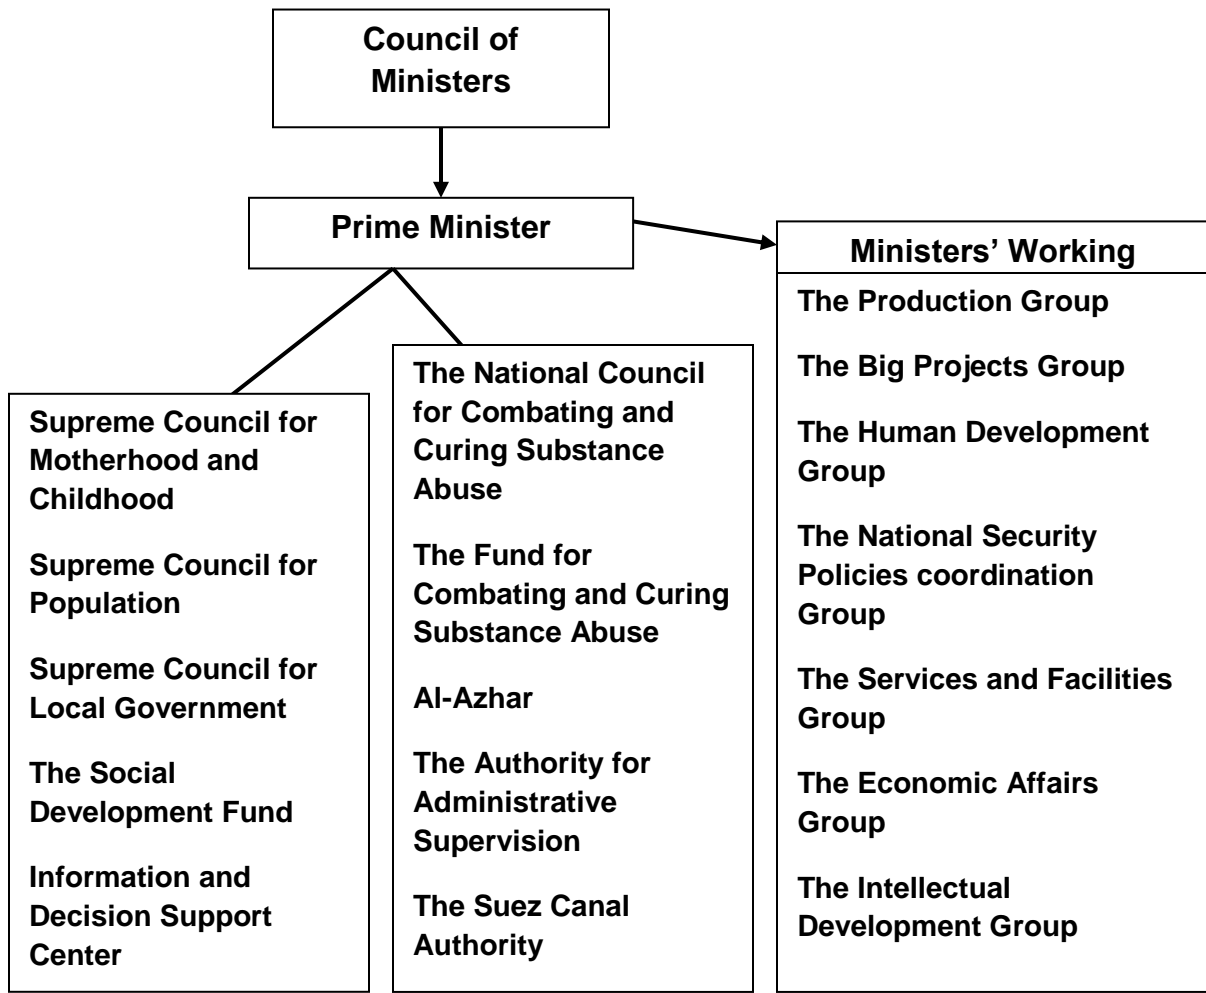 Council of
Ministers
Prime Minister
Supreme Council for
Motherhood and
Childhood
Supreme Council for
Population
Supreme Council for
Local Government
The Social
Development Fund
Information and
Decision Support
Center
The National Council
for Combating and
Curing Substance
Abuse
The Fund for
Combating and Curing
Substance Abuse
Al-Azhar
The Authority for
Administrative
Supervision
The Suez Canal
Authority
Ministers’ Working
The Production Group
The Big Projects Group
The Human Development
Group
The National Security
Policies coordination
Group
The Services and Facilities
Group
The Economic Affairs
Group
The Intellectual
Development Group